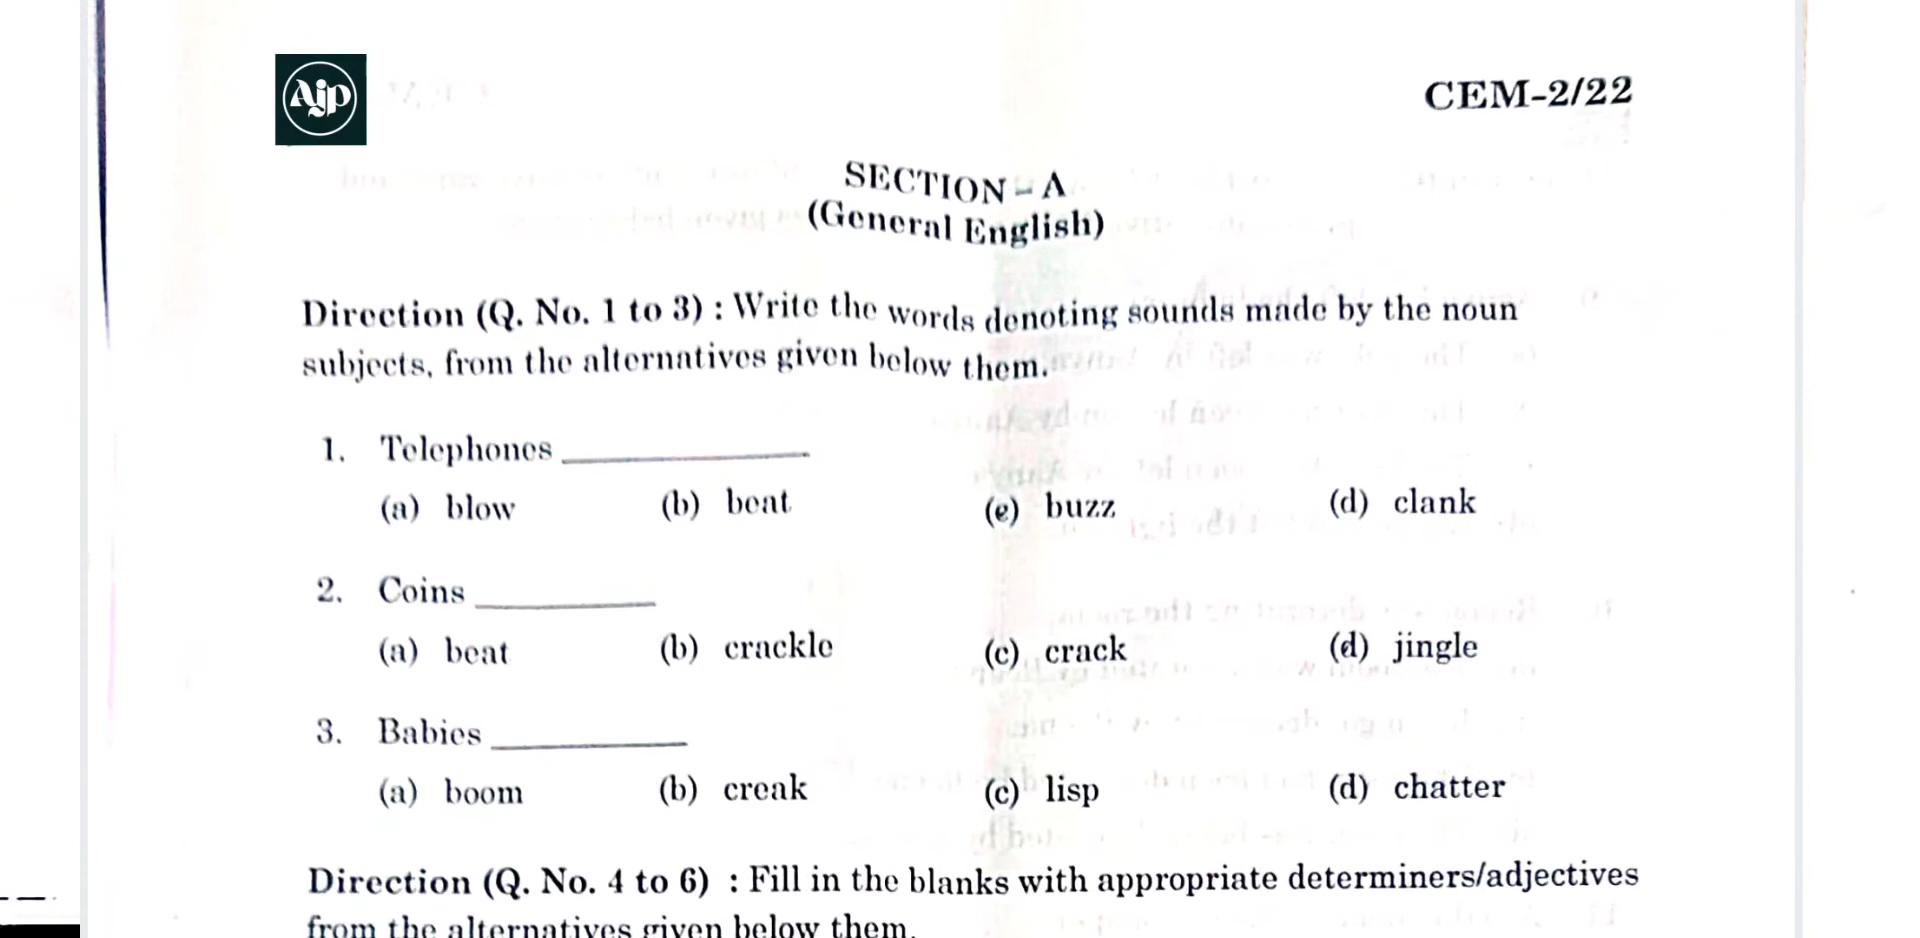 Ajp
CEM-2/22
SECTION - A
(General English)
Direction (Q. No. 1 to 3) : Write the words denoting sounds made by the noun
subjects, from the alternatives given below them.
1. Telephones ____________
(a) blow (b) beat (c) buzz (d) clank
2. Coins _________
(a) beat (b) crackle (c) crack (d) jingle
3. Babies __________
(a) boom (b) creak (c) lisp (d) chatter
Direction (Q. No. 4 to 6) : Fill in the blanks with appropriate determiners/adjectives
from the alternatives given below them.